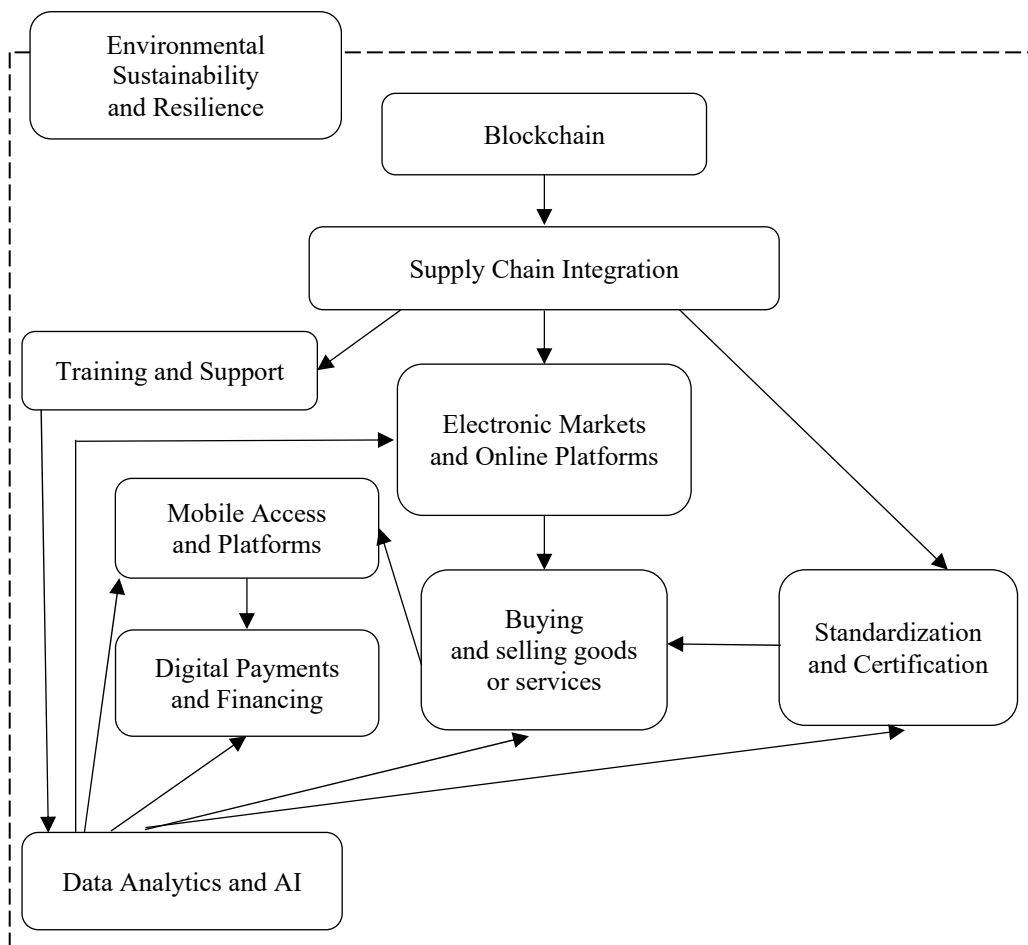 Environmental
Sustainability
and Resilience
Blockchain
Supply Chain Integration
Training and Support
Electronic Markets
and Online Platforms
Mobile Access
and Platforms
Buying
and selling goods
or services
Standardization
and Certification
Digital Payments
and Financing
Data Analytics and AI